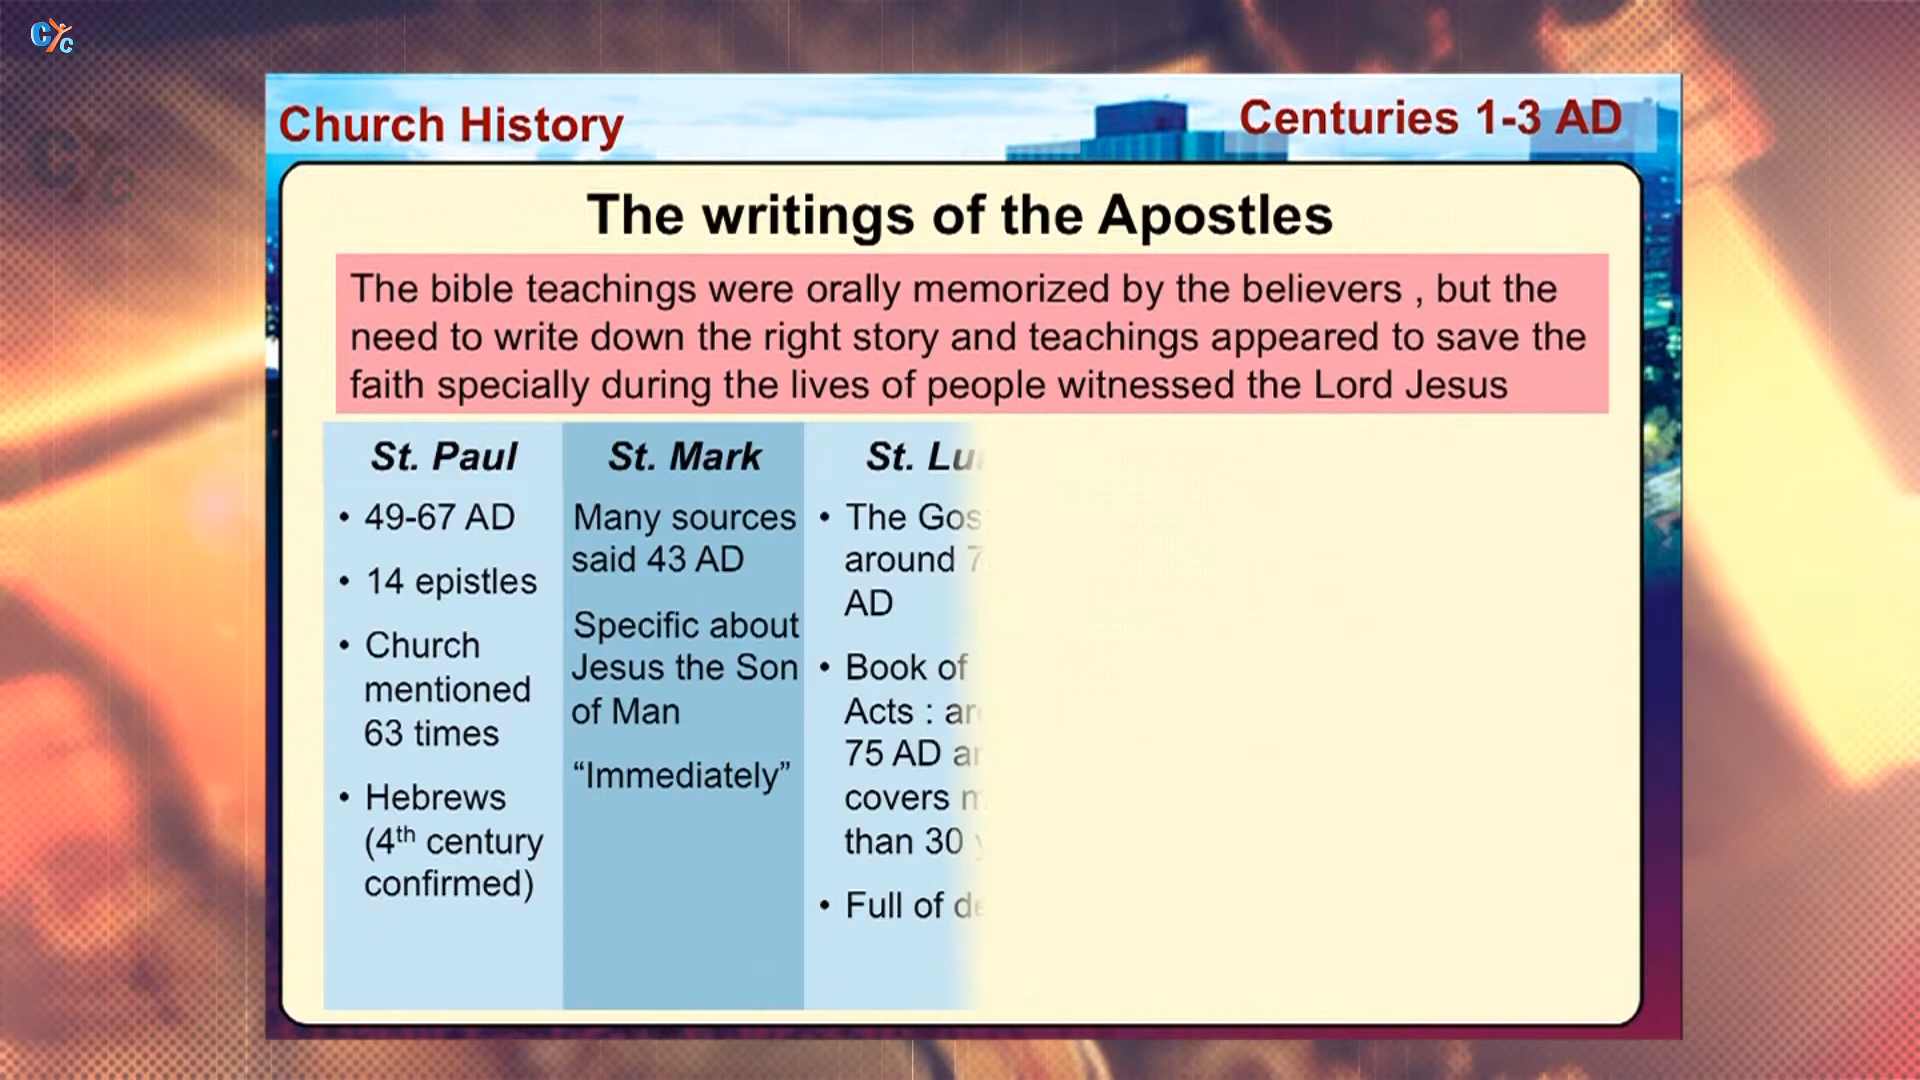 CYC
Church History
Centuries 1-3 AD
The writings of the Apostles
The bible teachings were orally memorized by the believers , but the
need to write down the right story and teachings appeared to save the
faith specially during the lives of people witnessed the Lord Jesus
St. Paul
• 49-67 AD
• 14 epistles
• Church
mentioned
63 times
• Hebrews
(4th century
confirmed)
St. Mark
Many sources
said 43 AD
Specific about
Jesus the Son
of Man
“Immediately”
St.
• The
around
AD
• Book of
Acts :
75 AD
covers
than 30
• Full of